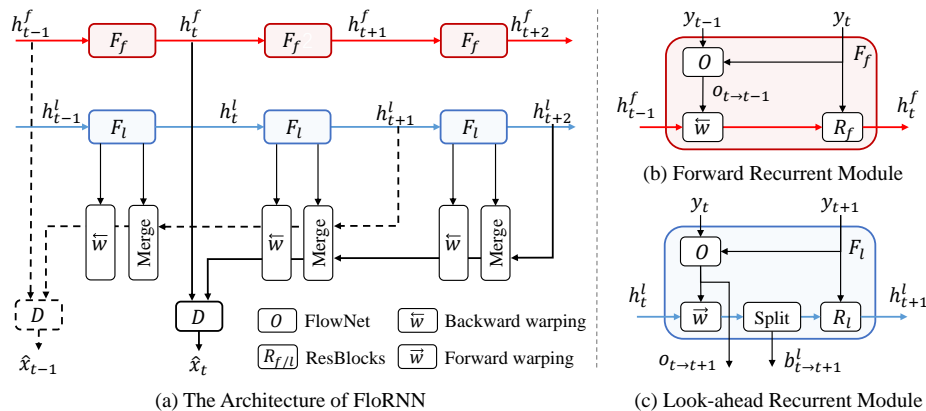 h^f_{t-1} F_f h^f_t F_f h^f_{t+1} F_f h^f_{t+2}
h^l_{t-1} F_l h^l_t F_l h^l_{t+1} F_l h^l_{t+2}
w⃖ Merge w⃖ Merge w⃖ Merge
D D
x̂_{t-1} x̂_t
O FlowNet w⃖ Backward warping
R_{f/l} ResBlocks w⃗ Forward warping
(a) The Architecture of FloRNN
y_{t-1} y_t
O F_f
o_{t→t-1}
h^f_{t-1} w⃖ R_f h^f_t
(b) Forward Recurrent Module
y_t y_{t+1}
O F_l
h^l_t w⃗ Split R_l h^l_{t+1}
o_{t→t+1} b^l_{t→t+1}
(c) Look-ahead Recurrent Module